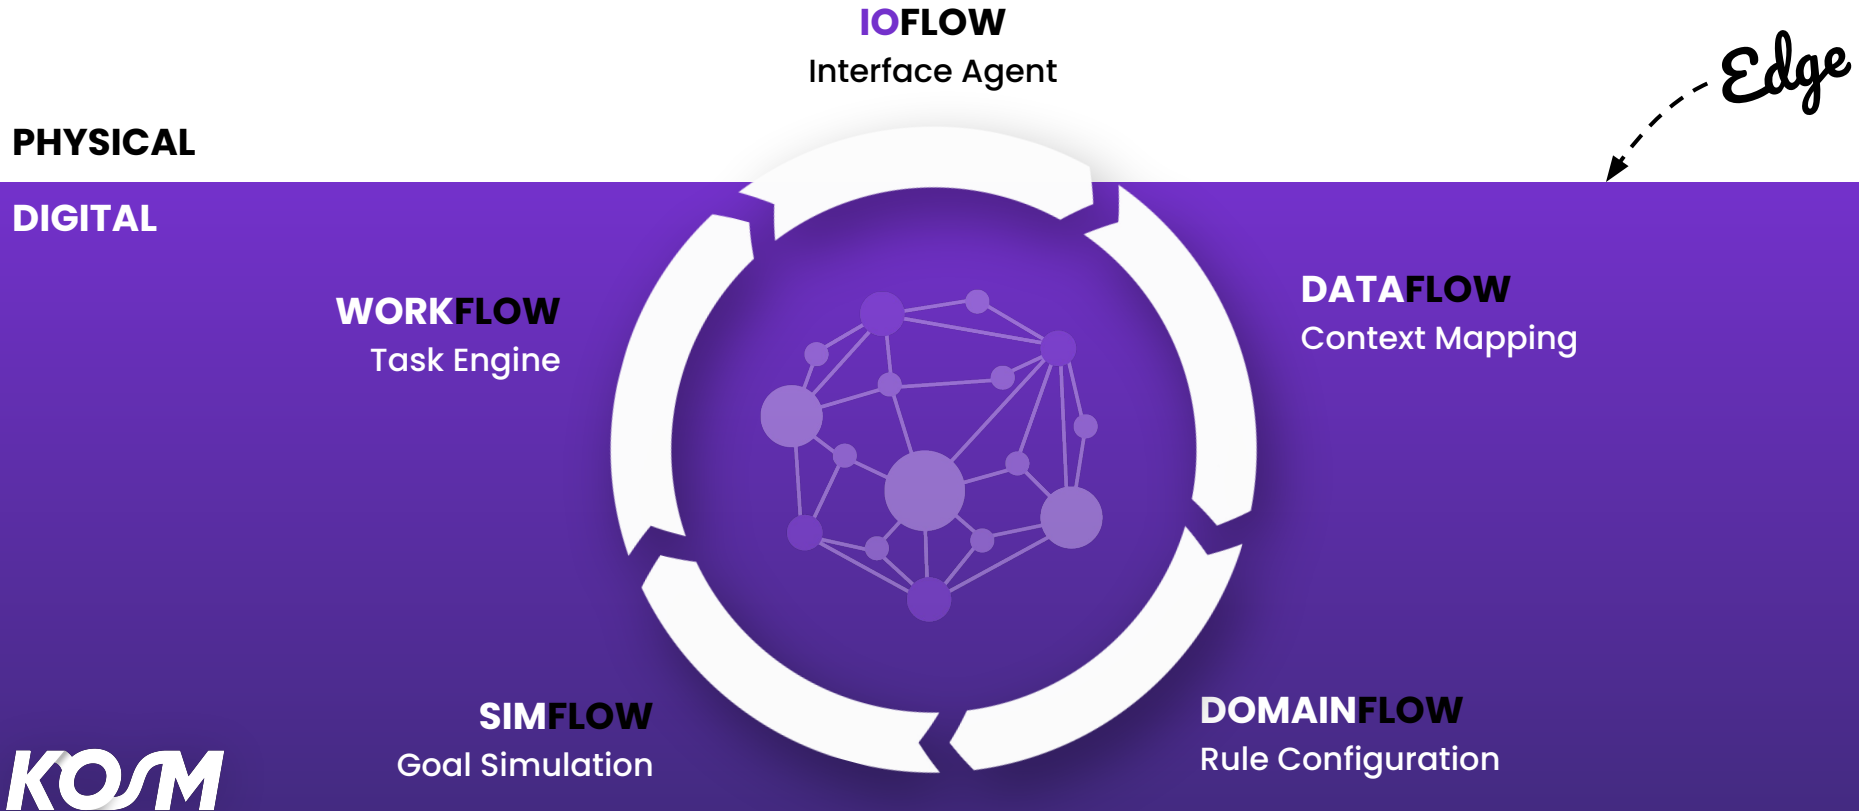 IOFLOW
Interface Agent
Edge
PHYSICAL
DIGITAL
WORKFLOW
Task Engine
DATAFLOW
Context Mapping
SIMFLOW
Goal Simulation
DOMAINFLOW
Rule Configuration
KOSM